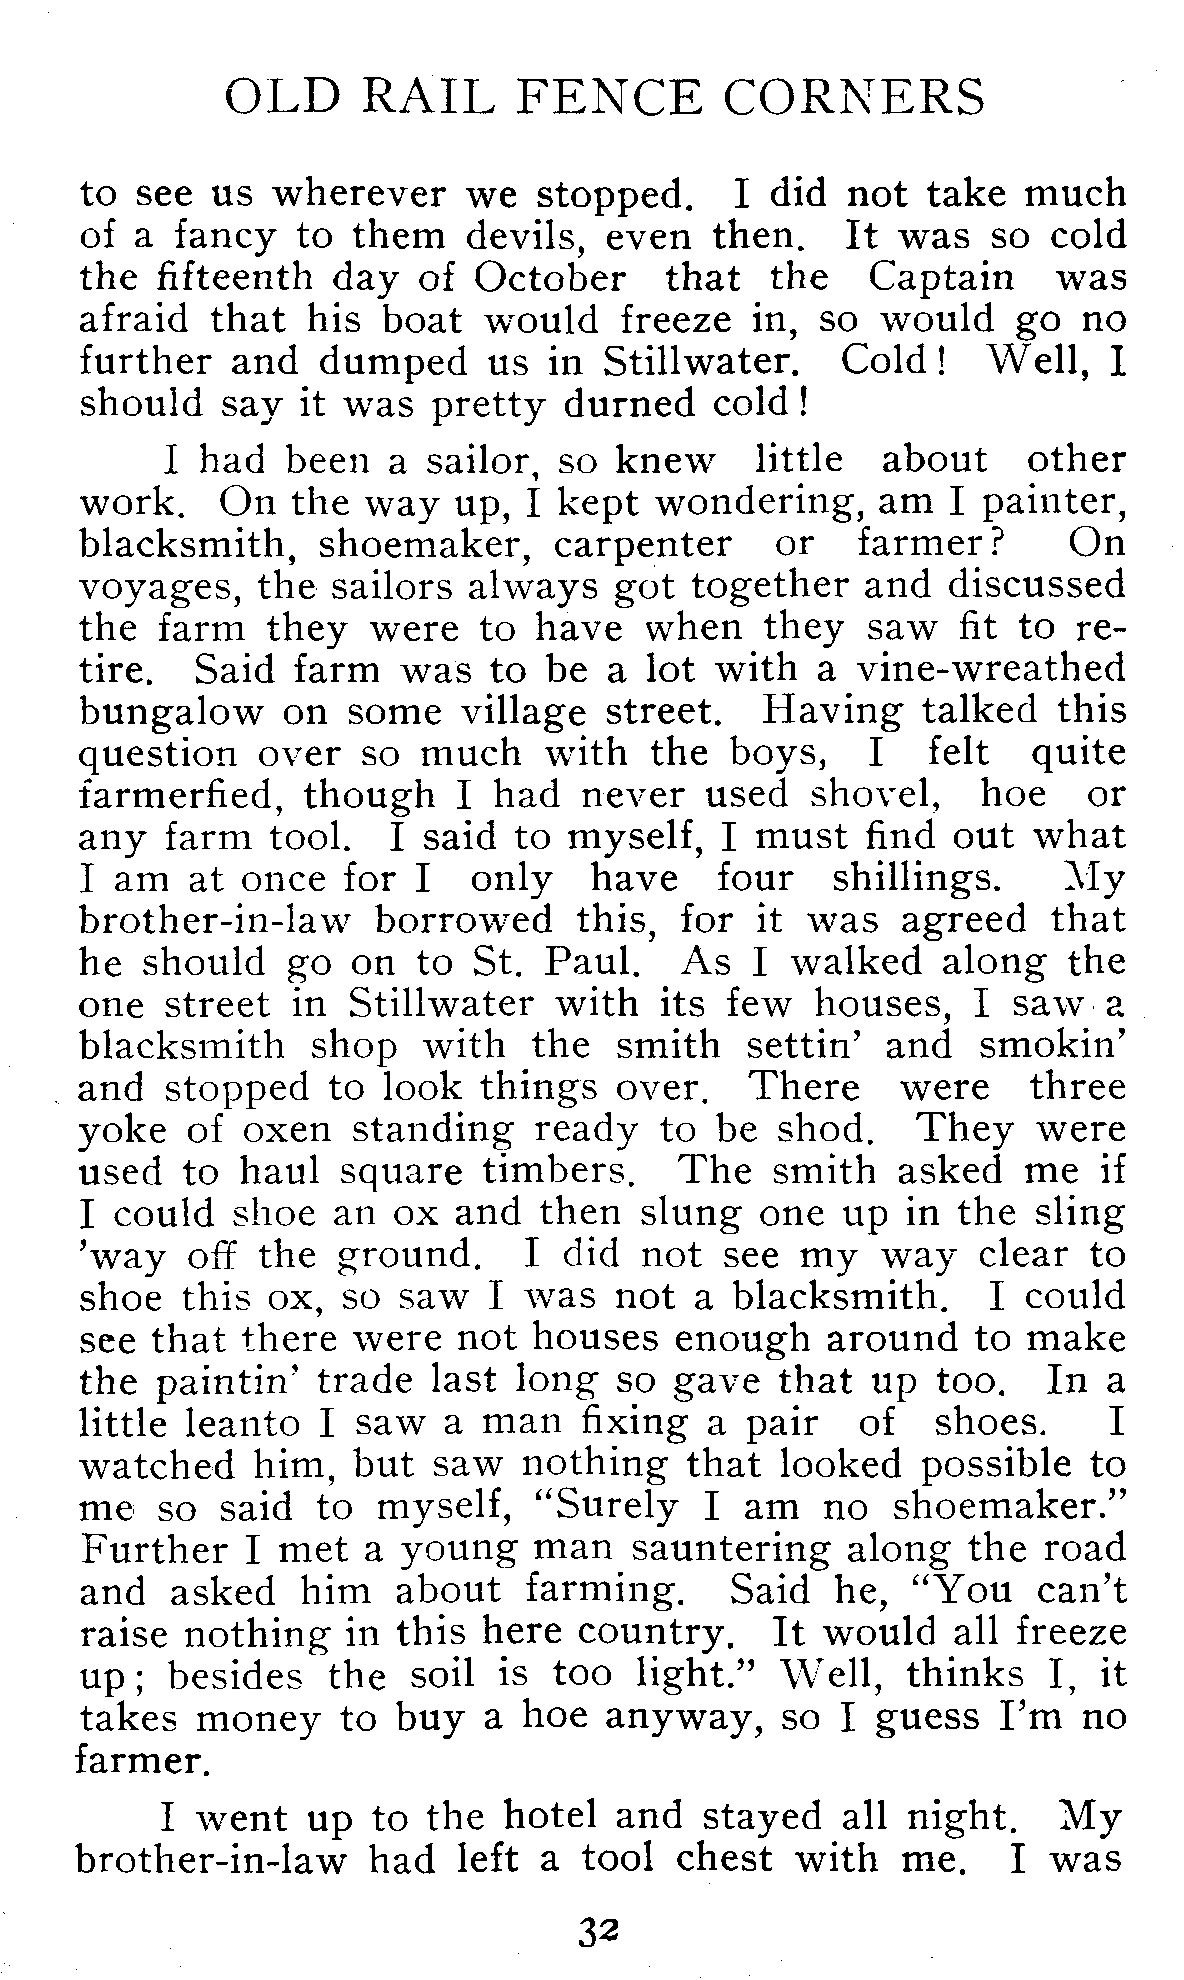 OLD RAIL FENCE CORNERS
to see us wherever we stopped. I did not take much
of a fancy to them devils, even then. It was so cold
the fifteenth day of October that the Captain was
afraid that his boat would freeze in, so would go no
further and dumped us in Stillwater. Cold! Well, I
should say it was pretty durned cold!
I had been a sailor, so knew little about other
work. On the way up, I kept wondering, am I painter,
blacksmith, shoemaker, carpenter or farmer? On
voyages, the sailors always got together and discussed
the farm they were to have when they saw fit to re-
tire. Said farm was to be a lot with a vine-wreathed
bungalow on some village street. Having talked this
question over so much with the boys, I felt quite
farmerfied, though I had never used shovel, hoe or
any farm tool. I said to myself, I must find out what
I am at once for I only have four shillings. My
brother-in-law borrowed this, for it was agreed that
he should go on to St. Paul. As I walked along the
one street in Stillwater with its few houses, I saw a
blacksmith shop with the smith settin' and smokin'
and stopped to look things over. There were three
yoke of oxen standing ready to be shod. They were
used to haul square timbers. The smith asked me if
I could shoe an ox and then slung one up in the sling
'way off the ground. I did not see my way clear to
shoe this ox, so saw I was not a blacksmith. I could
see that there were not houses enough around to make
the paintin' trade last long so gave that up too. In a
little leanto I saw a man fixing a pair of shoes. I
watched him, but saw nothing that looked possible to
me so said to myself, "Surely I am no shoemaker."
Further I met a young man sauntering along the road
and asked him about farming. Said he, "You can't
raise nothing in this here country. It would all freeze
up; besides the soil is too light." Well, thinks I, it
takes money to buy a hoe anyway, so I guess I'm no
farmer.
I went up to the hotel and stayed all night. My
brother-in-law had left a tool chest with me. I was
32